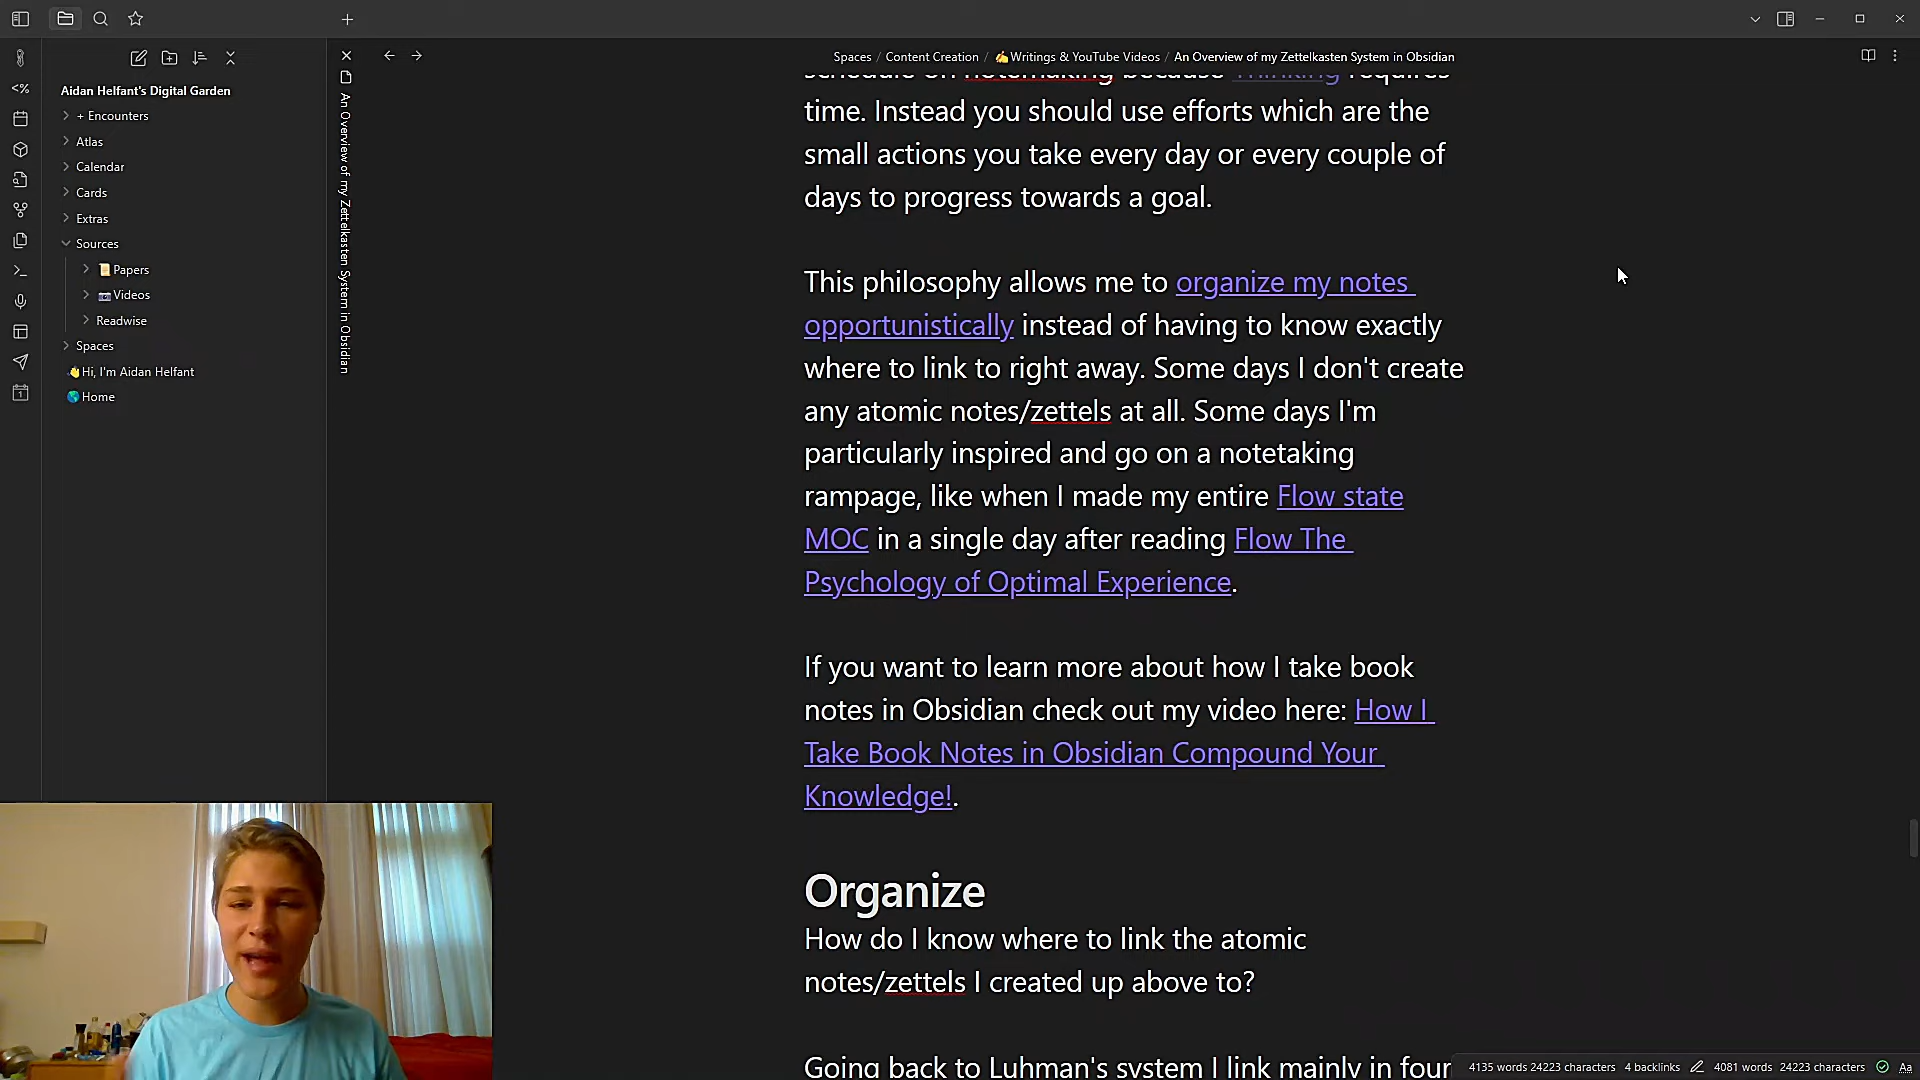 Aidan Helfant's Digital Garden
+ Encounters
Atlas
Calendar
Cards
Extras
Sources
Papers
Videos
Readwise
Spaces
Hi, I'm Aidan Helfant
Home
An Overview of my Zettelkasten System in Obsidian
Spaces / Content Creation / Writings & YouTube Videos / An Overview of my Zettelkasten System in Obsidian
schedule on notemaking because Thinking requires
time. Instead you should use efforts which are the
small actions you take every day or every couple of
days to progress towards a goal.
This philosophy allows me to organize my notes
opportunistically instead of having to know exactly
where to link to right away. Some days I don't create
any atomic notes/zettels at all. Some days I'm
particularly inspired and go on a notetaking
rampage, like when I made my entire Flow state
MOC in a single day after reading Flow The
Psychology of Optimal Experience.
If you want to learn more about how I take book
notes in Obsidian check out my video here: How I
Take Book Notes in Obsidian Compound Your
Knowledge!.
Organize
How do I know where to link the atomic
notes/zettels I created up above to?
Going back to Luhman's system I link mainly in four
4135 words 24223 characters 4 backlinks 4081 words 24223 characters Aa